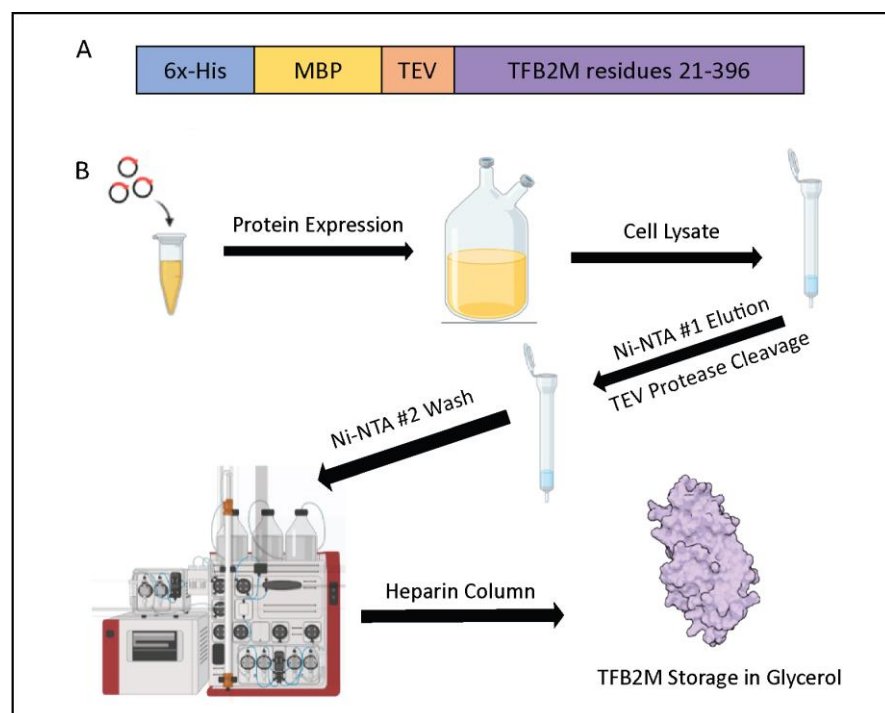 A
6x-His MBP TEV TFB2M residues 21-396
B
Protein Expression
Cell Lysate
Ni-NTA #1 Elution
TEV Protease Cleavage
Ni-NTA #2 Wash
Heparin Column
TFB2M Storage in Glycerol